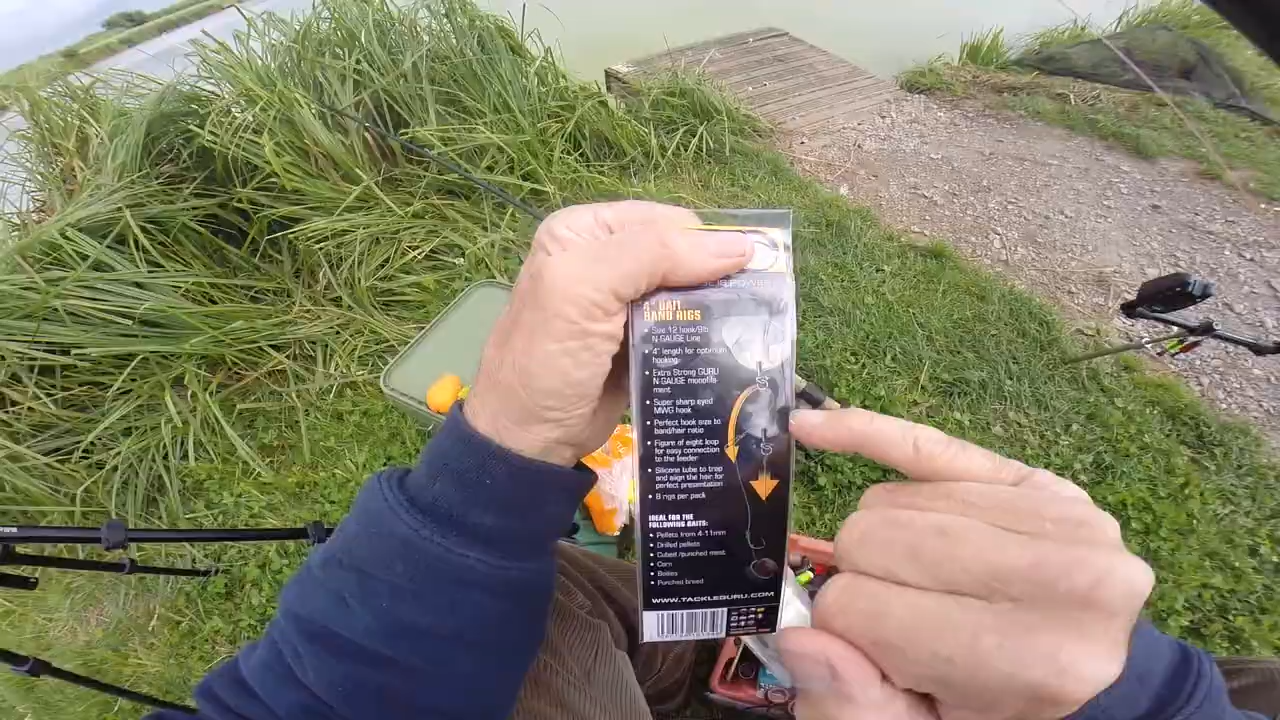 4" BAIT
BAND RIGS
• Size 12 hook/8lb
N-GAUGE Line
• 4" length for optimum
hooking
• Extra Strong GURU
N-GAUGE monofila-
ment
• Super sharp eyed
MWG hook
• Perfect hook size to
band/hair ratio
• Figure of eight loop
for easy connection
to the feeder
• Silicone tube to trap
and align the hair for
perfect presentation
• 8 rigs per pack
IDEAL FOR THE
FOLLOWING BAITS:
• Pellets from 4-11mm
• Drilled pellets
• Cubed/punched meat
• Corn
• Boilies
• Punched bread
WWW.TACKLEGURU.COM